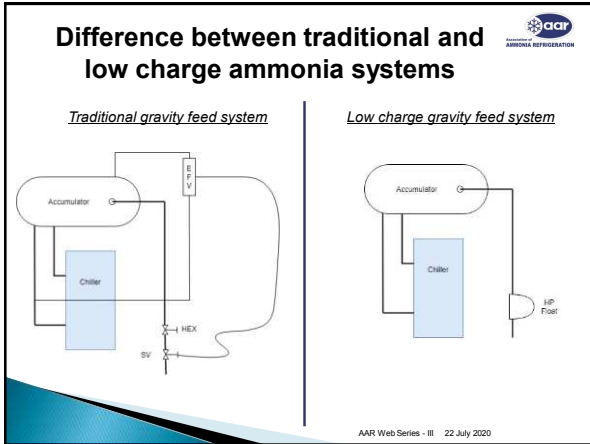 Difference between traditional and
low charge ammonia systems
aar
Association of
AMMONIA REFRIGERATION
Traditional gravity feed system
Low charge gravity feed system
E
F
V
Accumulator
Chiller
HEX
SV
Accumulator
Chiller
HP
Float
AAR Web Series - III 22 July 2020